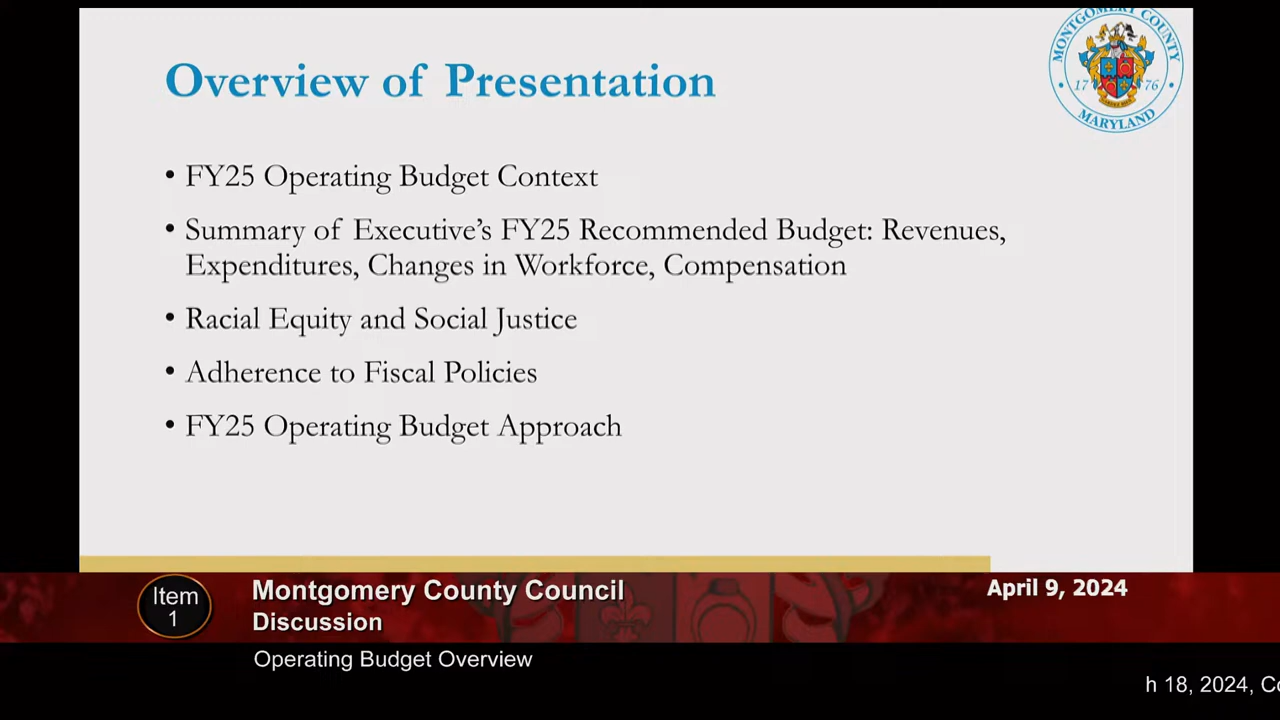 Overview of Presentation
MONTGOMERY COUNTY
1776
MARYLAND
• FY25 Operating Budget Context
• Summary of Executive’s FY25 Recommended Budget: Revenues,
Expenditures, Changes in Workforce, Compensation
• Racial Equity and Social Justice
• Adherence to Fiscal Policies
• FY25 Operating Budget Approach
Item
1
Montgomery County Council
Discussion
April 9, 2024
Operating Budget Overview
h 18, 2024, Co